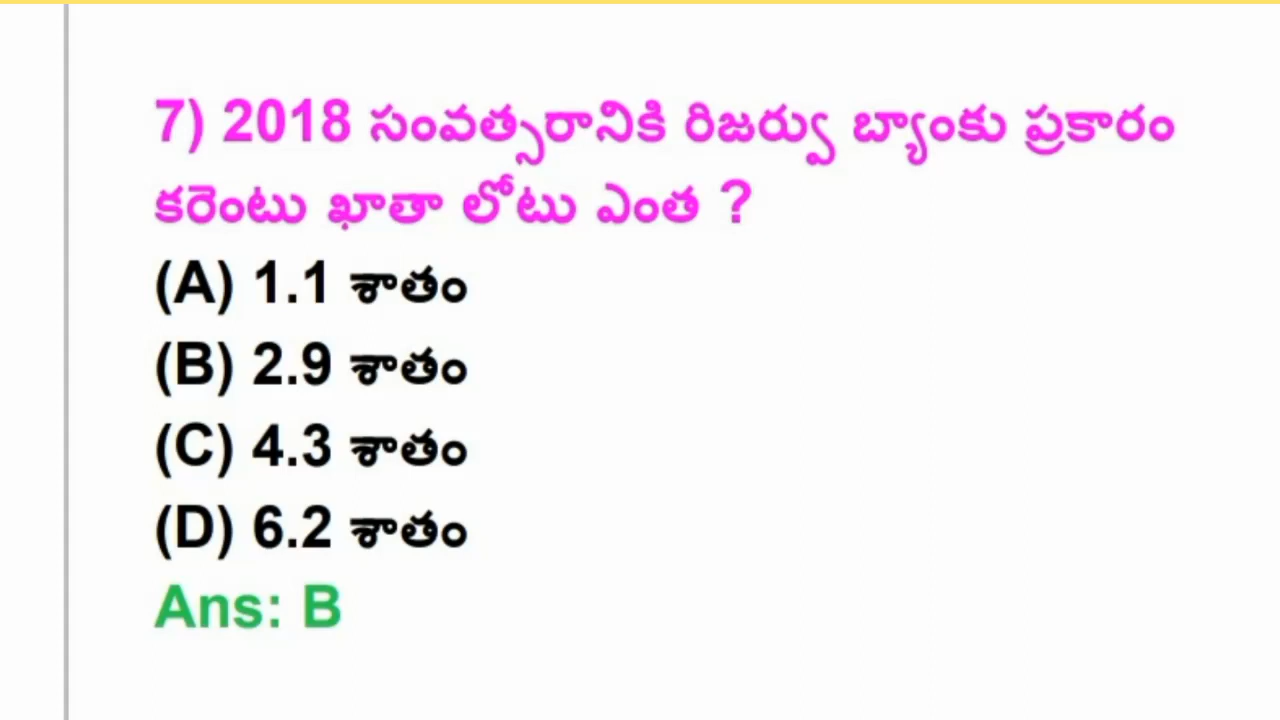 7) 2018 సంవత్సరానికి రిజర్వు బ్యాంకు ప్రకారం
కరెంటు ఖాతా లోటు ఎంత ?
(A) 1.1 శాతం
(B) 2.9 శాతం
(C) 4.3 శాతం
(D) 6.2 శాతం
Ans: B